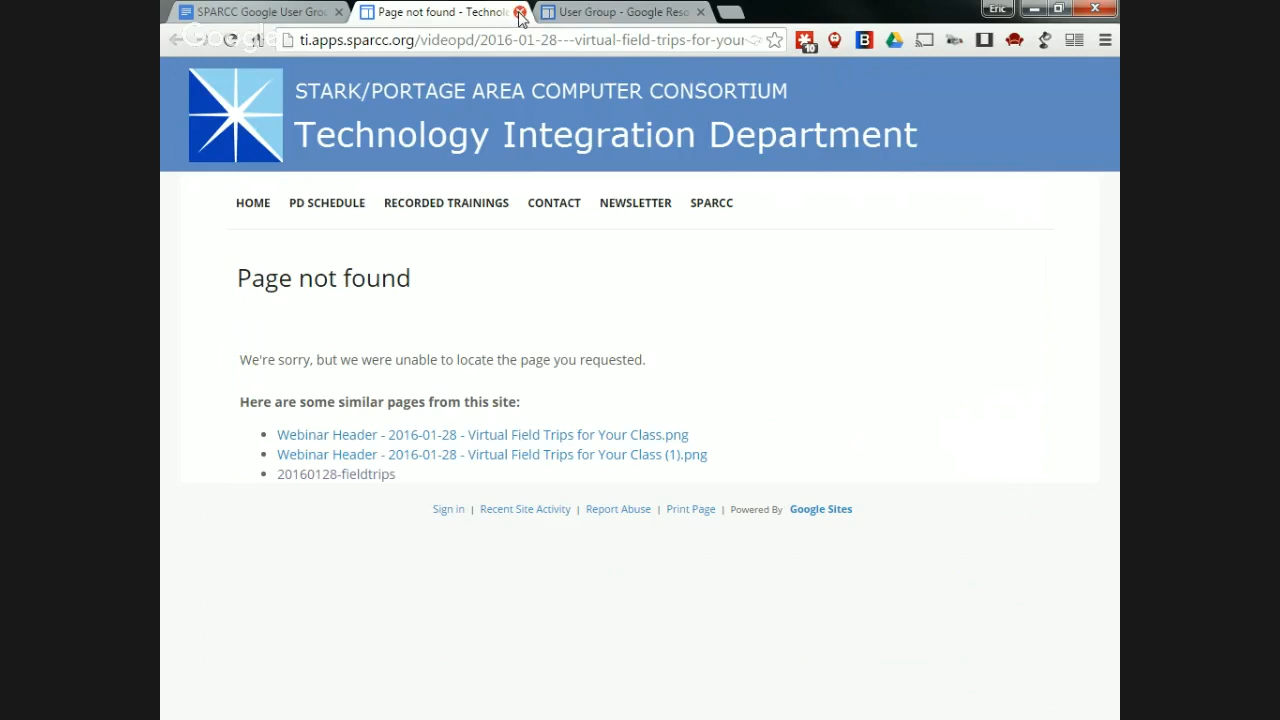 SPARCC Google User Grou
Page not found - Technol
User Group - Google Reso
Eric
ti.apps.sparcc.org/videopd/2016-01-28---virtual-field-trips-for-your
10
STARK/PORTAGE AREA COMPUTER CONSORTIUM
Technology Integration Department
HOME PD SCHEDULE RECORDED TRAININGS CONTACT NEWSLETTER SPARCC
Page not found
We're sorry, but we were unable to locate the page you requested.
Here are some similar pages from this site:
Webinar Header - 2016-01-28 - Virtual Field Trips for Your Class.png
Webinar Header - 2016-01-28 - Virtual Field Trips for Your Class (1).png
20160128-fieldtrips
Sign in | Recent Site Activity | Report Abuse | Print Page | Powered By Google Sites